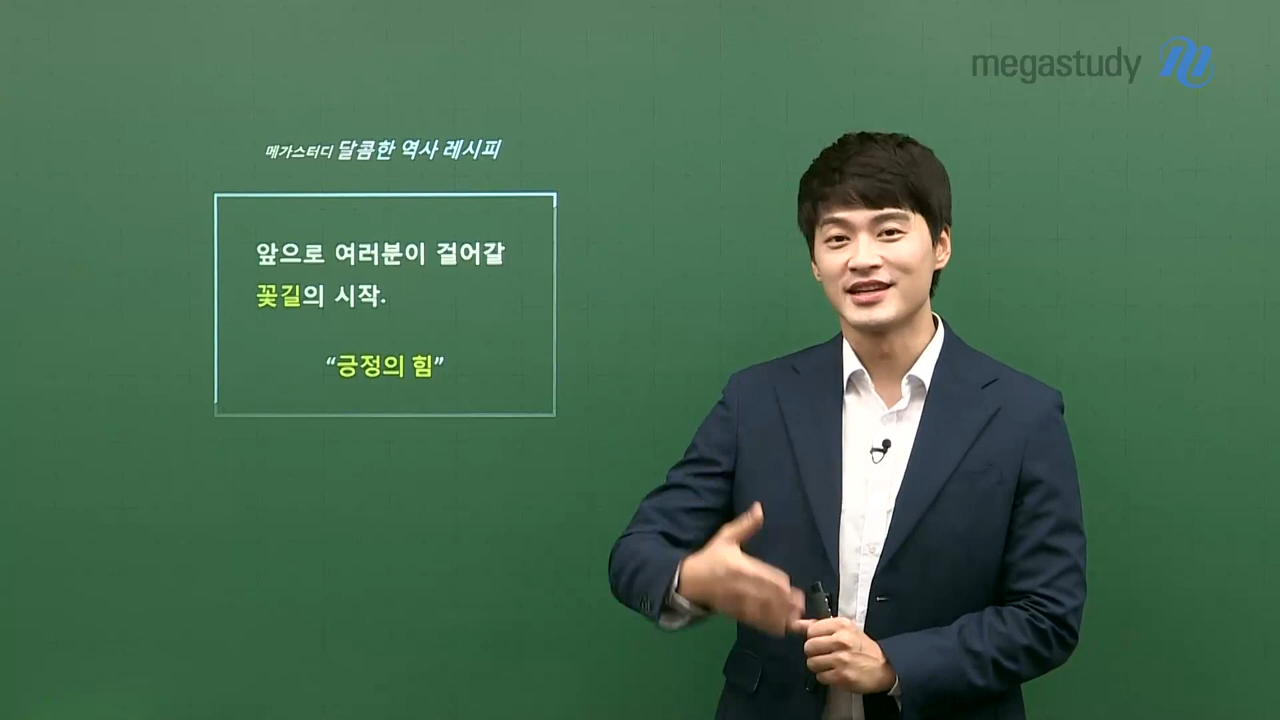 megastudy
메가스터디 달콤한 역사 레시피
앞으로 여러분이 걸어갈
꽃길의 시작.
“긍정의 힘”